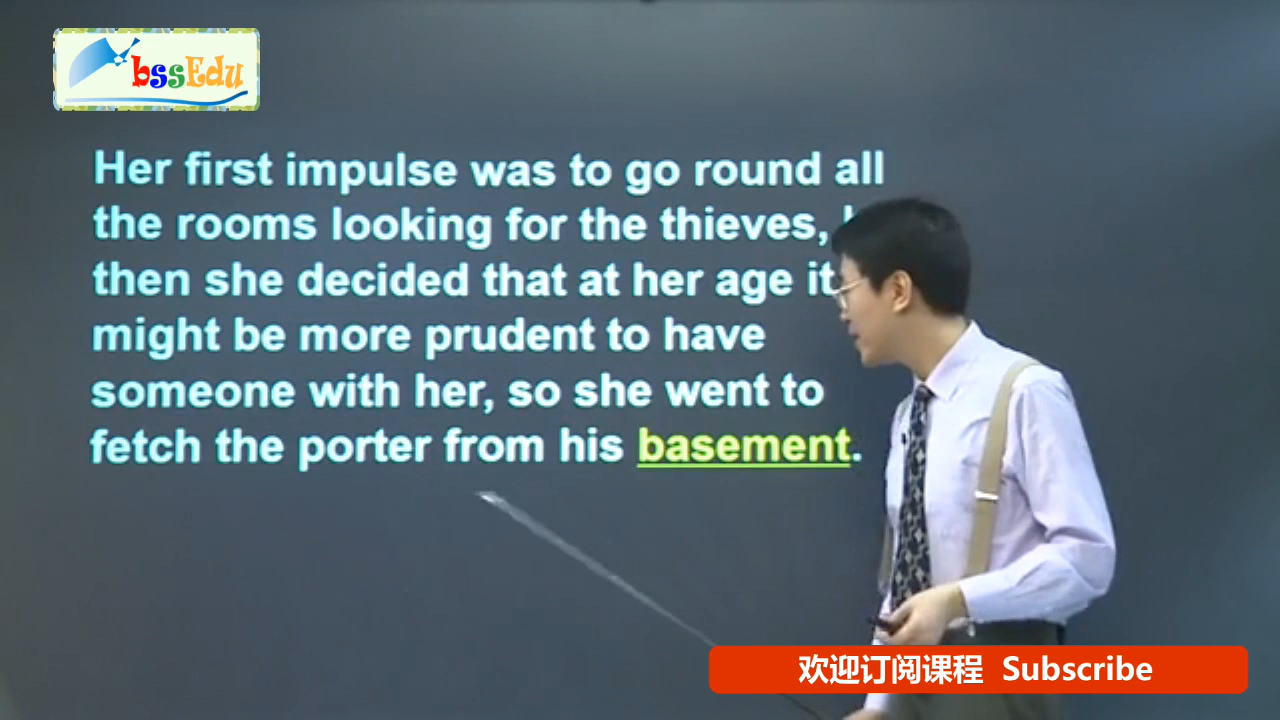 bssEdu
Her first impulse was to go round all
the rooms looking for the thieves,
then she decided that at her age it
might be more prudent to have
someone with her, so she went to
fetch the porter from his basement.
欢迎订阅课程 Subscribe